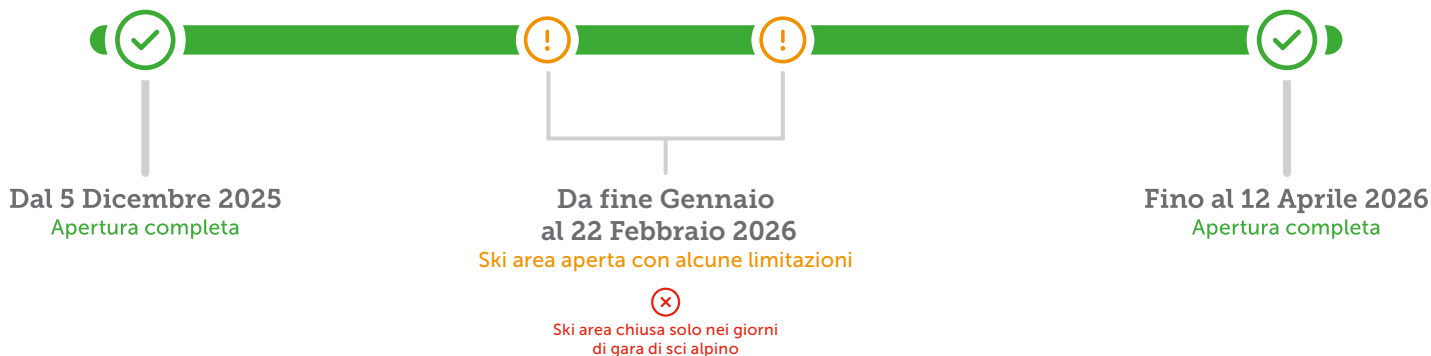 Dal 5 Dicembre 2025
Apertura completa
Da fine Gennaio
al 22 Febbraio 2026
Ski area aperta con alcune limitazioni
Ski area chiusa solo nei giorni
di gara di sci alpino
Fino al 12 Aprile 2026
Apertura completa